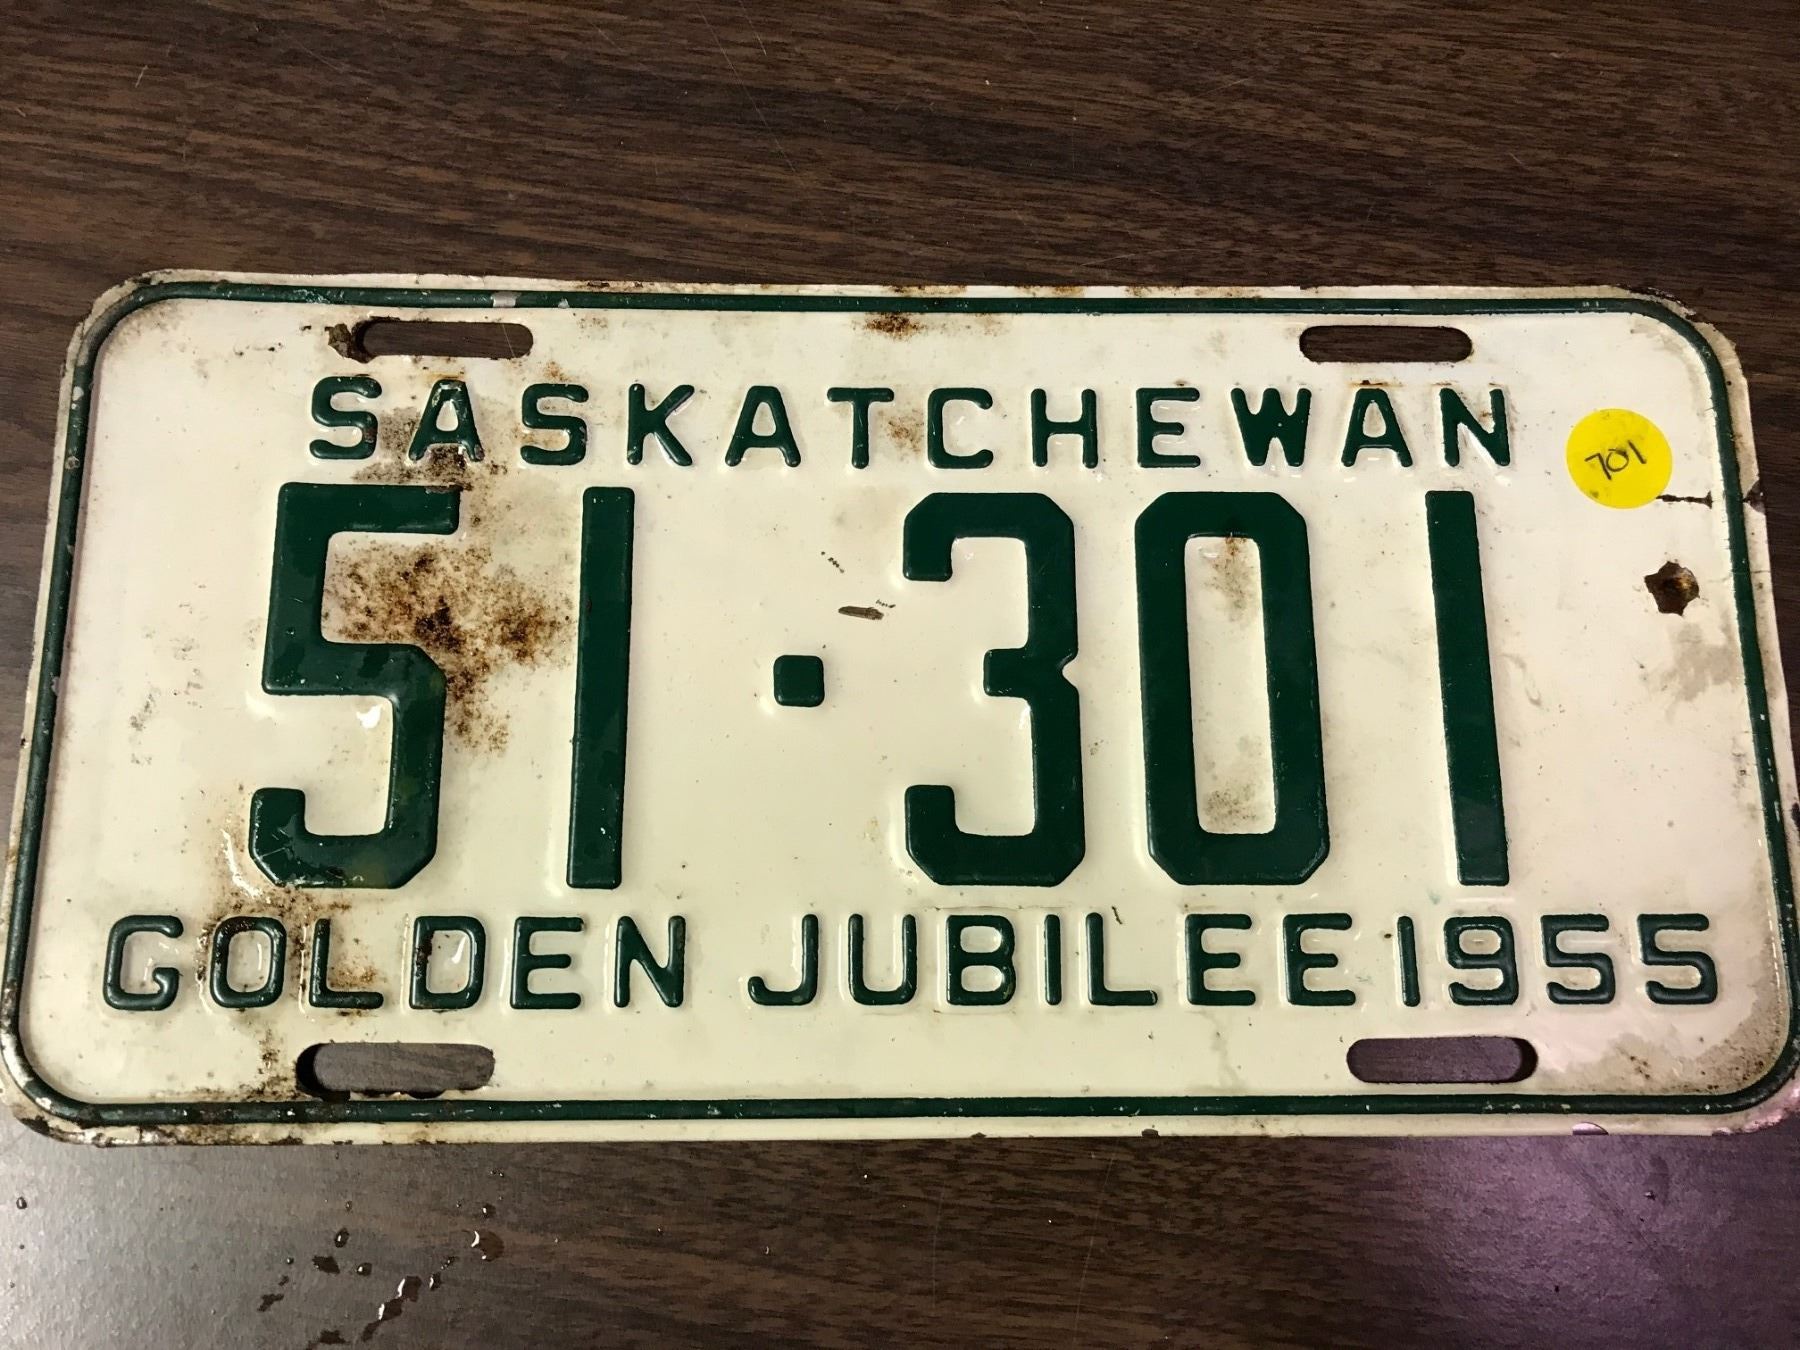 SASKATCHEWAN
701
51·301
GOLDEN JUBILEE 1955